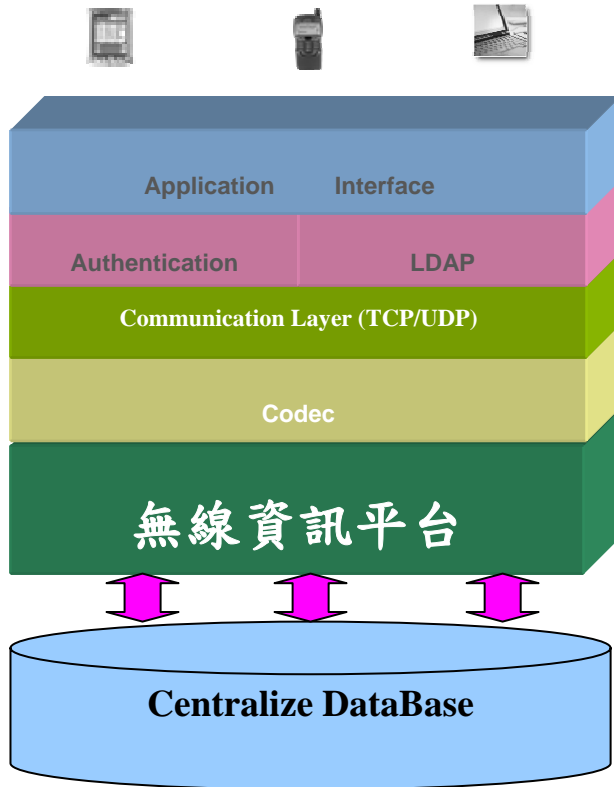 Application Interface
Authentication LDAP
Communication Layer (TCP/UDP)
Codec
無線資訊平台
Centralize DataBase